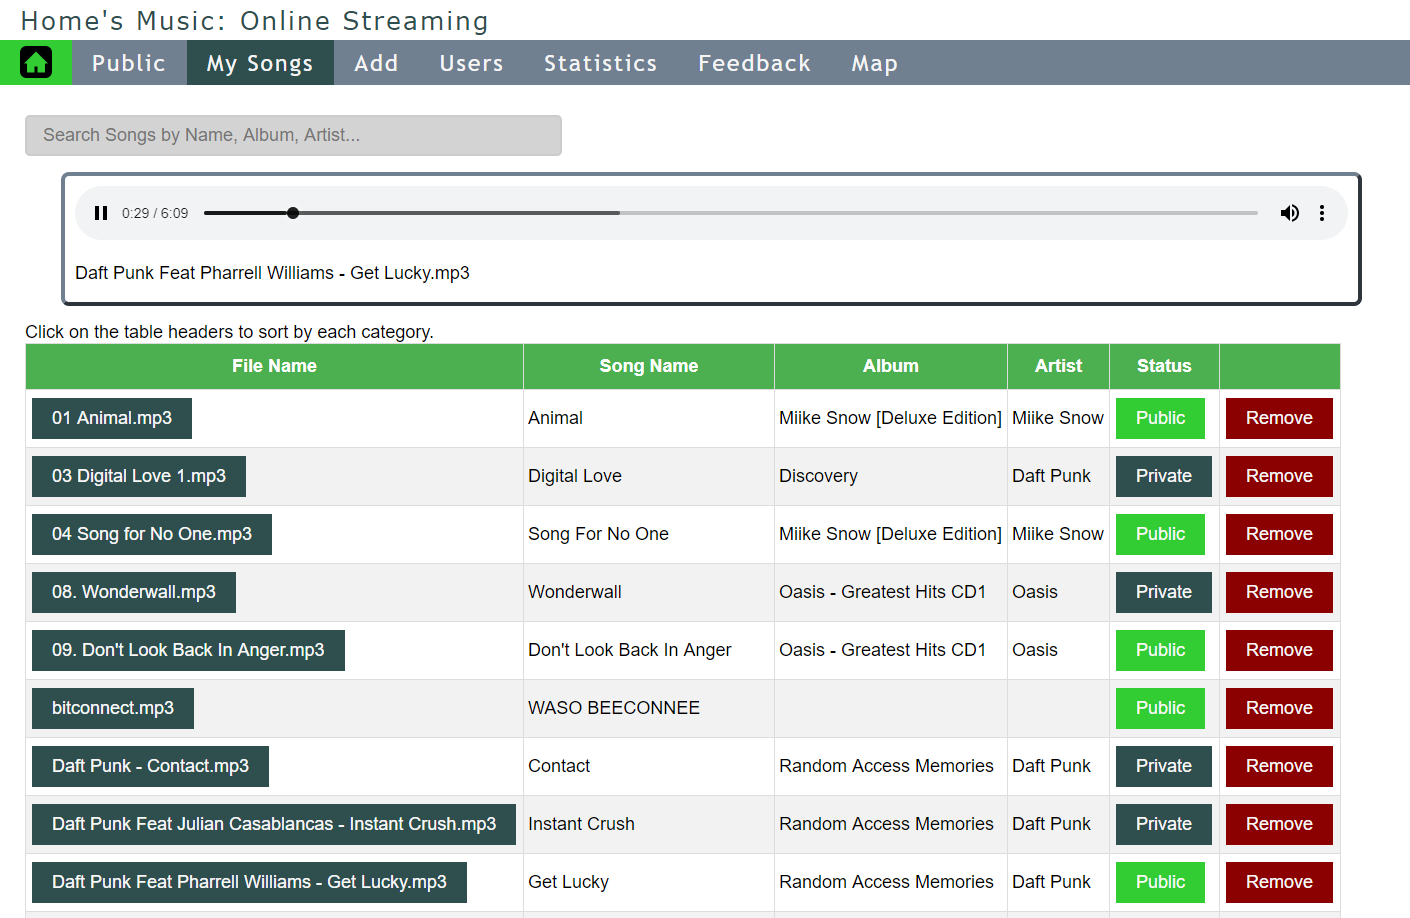 Home's Music: Online Streaming
Public My Songs Add Users Statistics Feedback Map
Search Songs by Name, Album, Artist...
0:29 / 6:09
Daft Punk Feat Pharrell Williams - Get Lucky.mp3
Click on the table headers to sort by each category.
File Name Song Name Album Artist Status
01 Animal.mp3 Animal Miike Snow [Deluxe Edition] Miike Snow Public Remove
03 Digital Love 1.mp3 Digital Love Discovery Daft Punk Private Remove
04 Song for No One.mp3 Song For No One Miike Snow [Deluxe Edition] Miike Snow Public Remove
08. Wonderwall.mp3 Wonderwall Oasis - Greatest Hits CD1 Oasis Private Remove
09. Don't Look Back In Anger.mp3 Don't Look Back In Anger Oasis - Greatest Hits CD1 Oasis Public Remove
bitconnect.mp3 WASO BEECONNEE Public Remove
Daft Punk - Contact.mp3 Contact Random Access Memories Daft Punk Private Remove
Daft Punk Feat Julian Casablancas - Instant Crush.mp3 Instant Crush Random Access Memories Daft Punk Private Remove
Daft Punk Feat Pharrell Williams - Get Lucky.mp3 Get Lucky Random Access Memories Daft Punk Public Remove